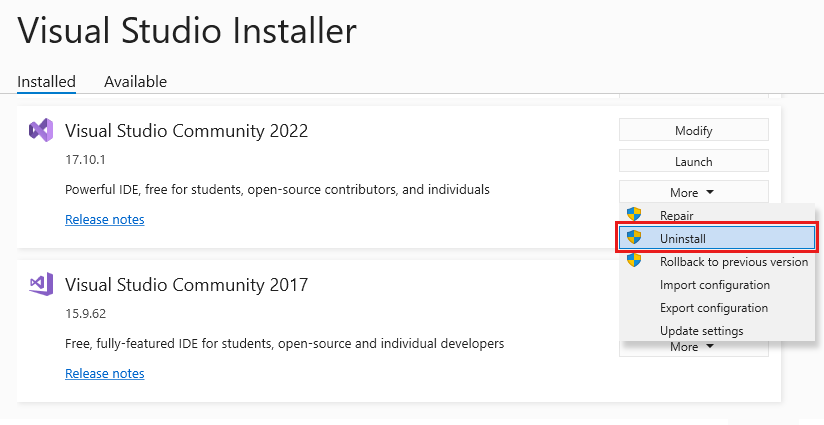 Visual Studio Installer
Installed Available
Visual Studio Community 2022
Modify
17.10.1
Launch
Powerful IDE, free for students, open-source contributors, and individuals
More
Release notes
Repair
Uninstall
Rollback to previous version
Import configuration
Export configuration
Update settings
Visual Studio Community 2017
15.9.62
Free, fully-featured IDE for students, open-source and individual developers
More
Release notes